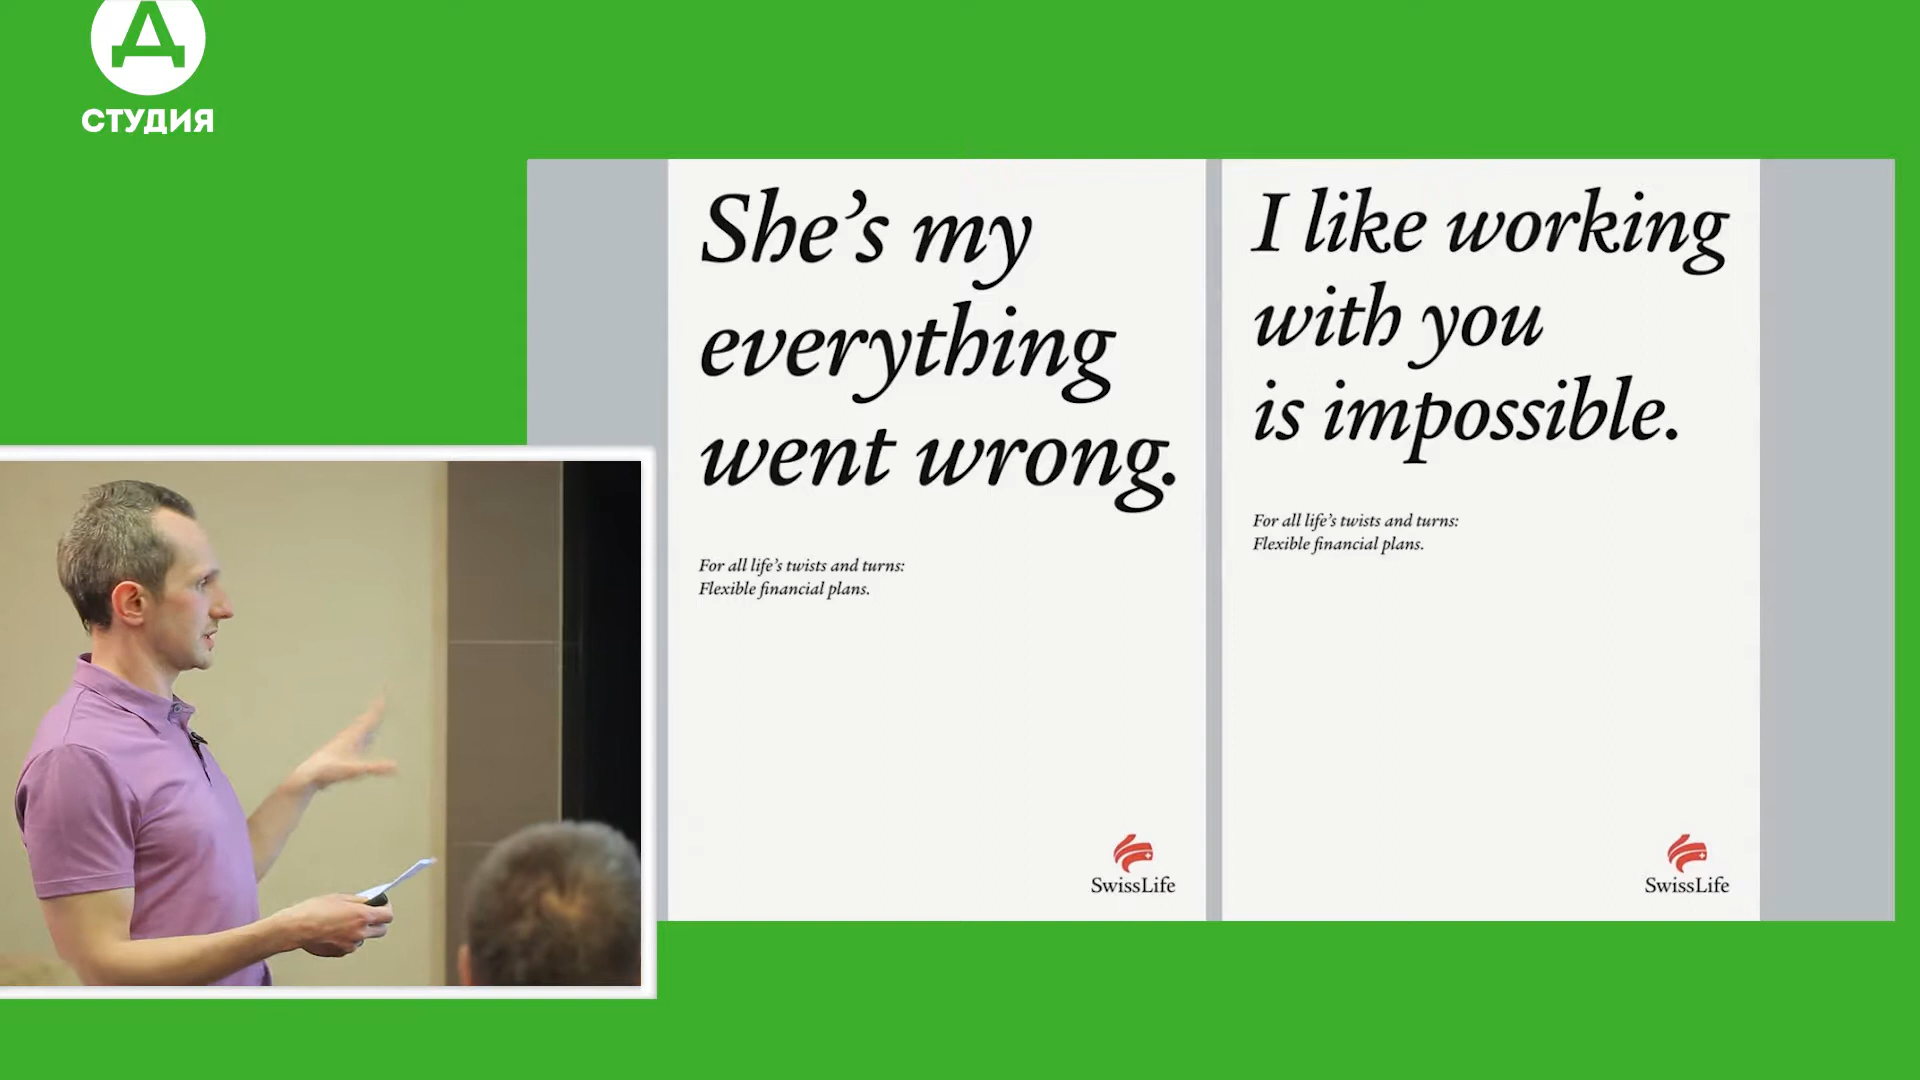 Д
СТУДИЯ
She’s my
everything
went wrong.
For all life’s twists and turns:
Flexible financial plans.
SwissLife
I like working
with you
is impossible.
For all life’s twists and turns:
Flexible financial plans.
SwissLife